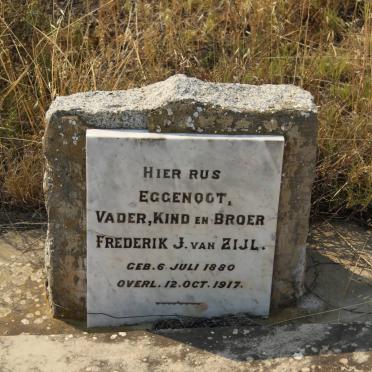 HIER RUS
EGGENOOT,
VADER, KIND EN BROER
FREDERIK J. VAN ZIJL.
GEB. 6 JULI 1880
OVERL. 12 OCT. 1917.